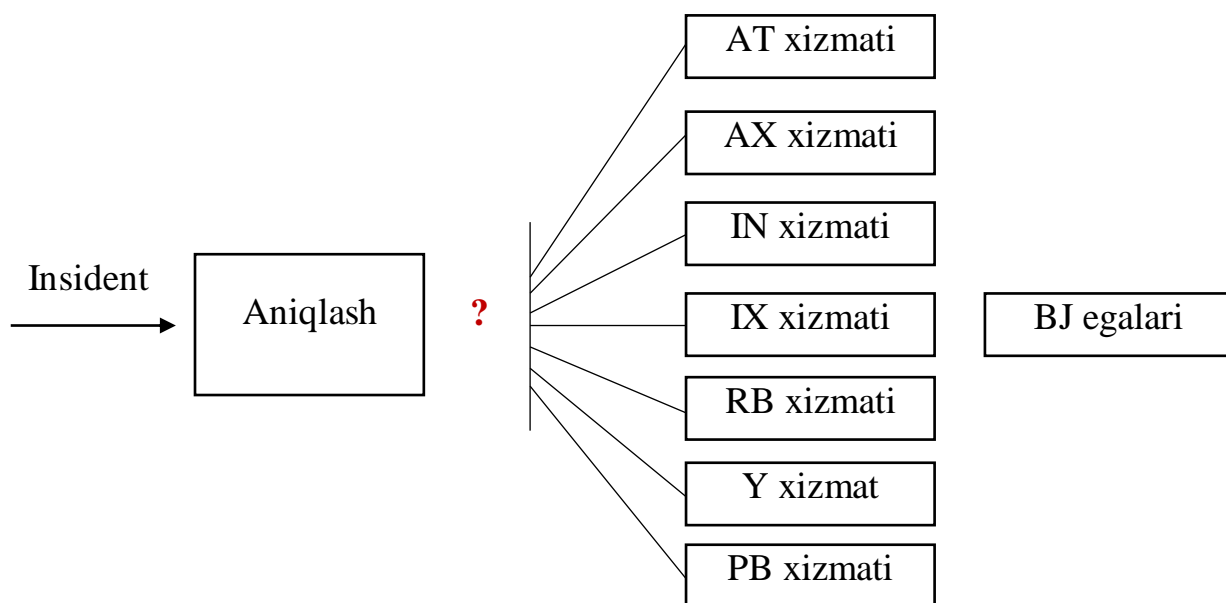 Insident
Aniqlash
?
AT xizmati
AX xizmati
IN xizmati
IX xizmati
RB xizmati
Y xizmat
PB xizmati
BJ egalari